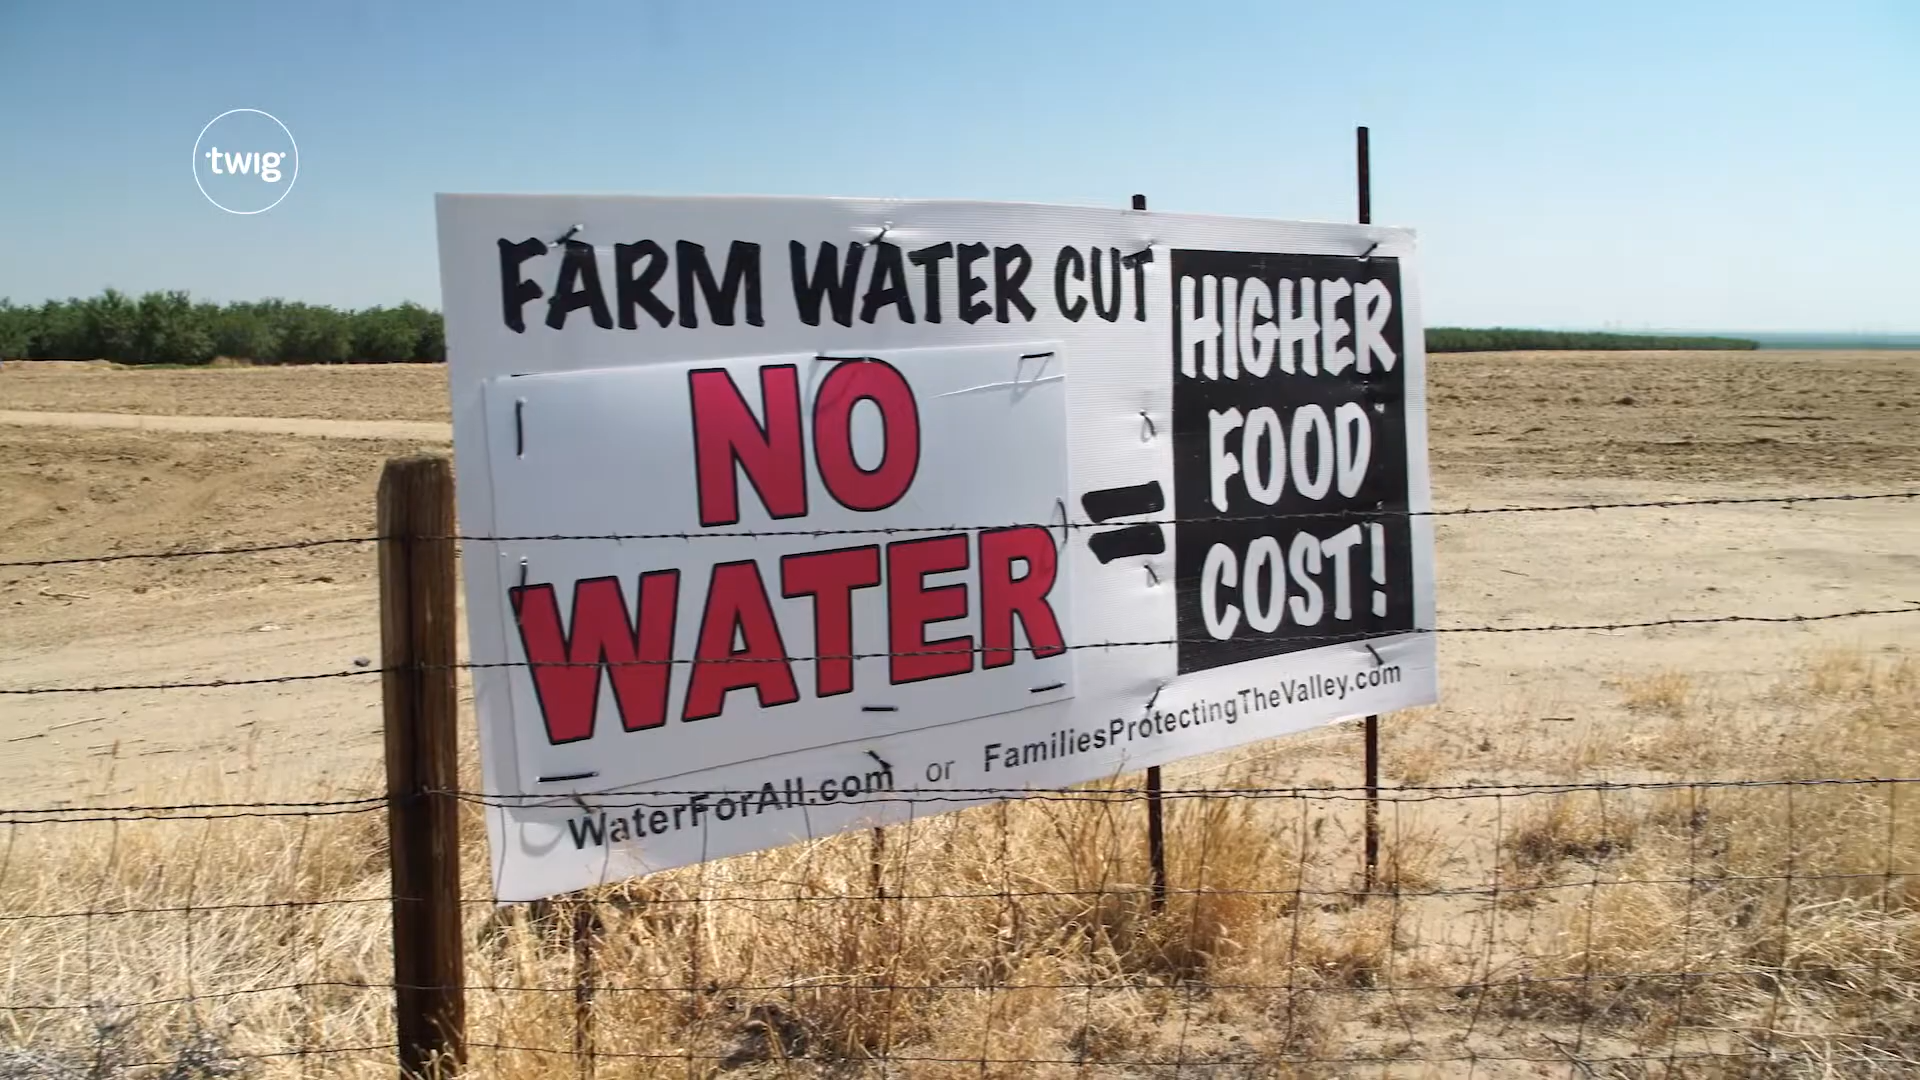 twig
FARM WATER CUT
NO
WATER
=
HIGHER
FOOD
COST!
WaterForAll.com or FamiliesProtectingTheValley.com